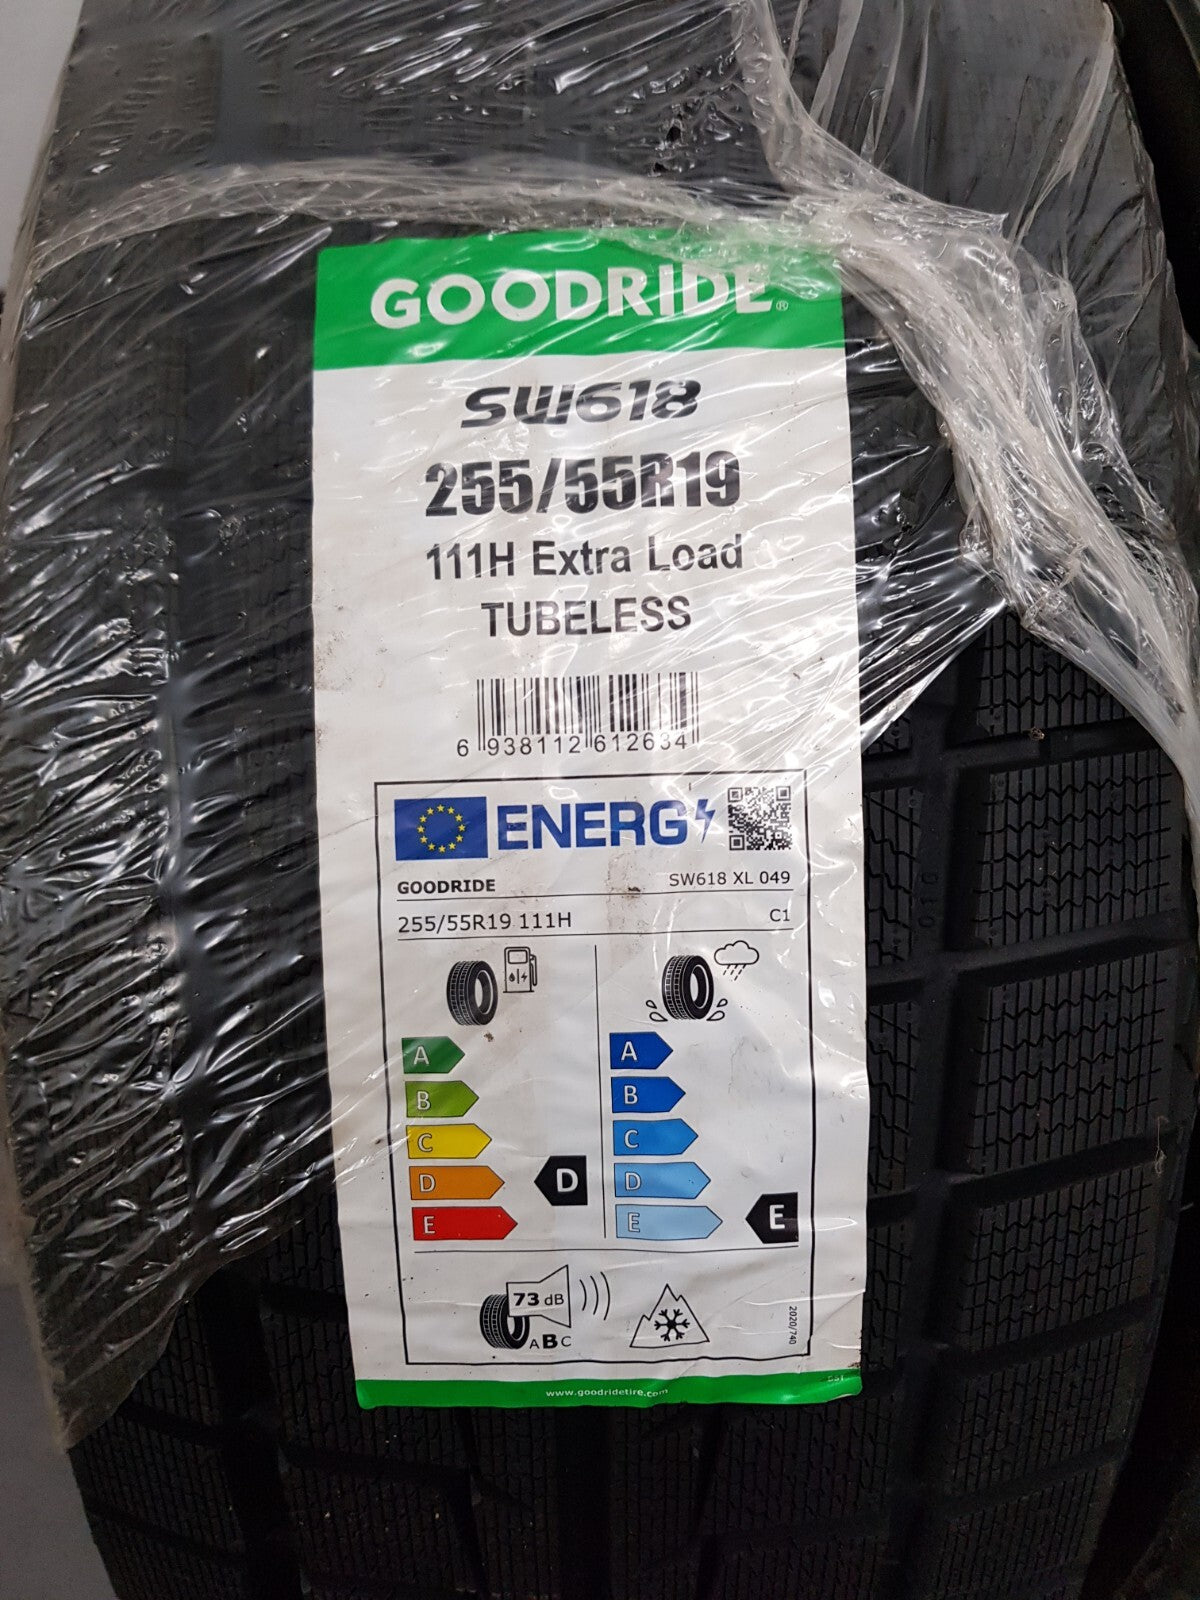 GOODRIDE®
SW618
255/55R19
111H Extra Load
TUBELESS
6 938112 612634
ENERG
GOODRIDE SW618 XL 049
255/55R19 111H C1
A A
B B
C C
D D D
E E E
73 dB
ABC
2020/740
www.goodridetire.com
010